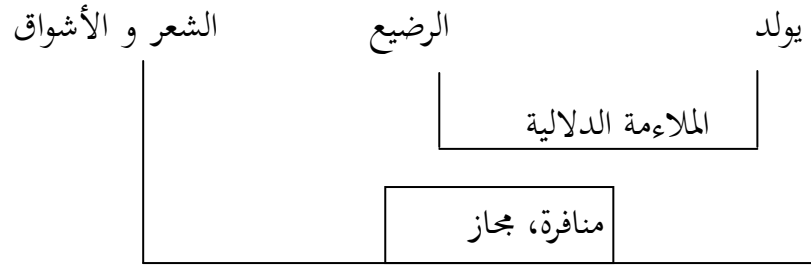 يولد الرضيع الشعر و الأشواق
الملاءمة الدلالية
منافرة، مجاز